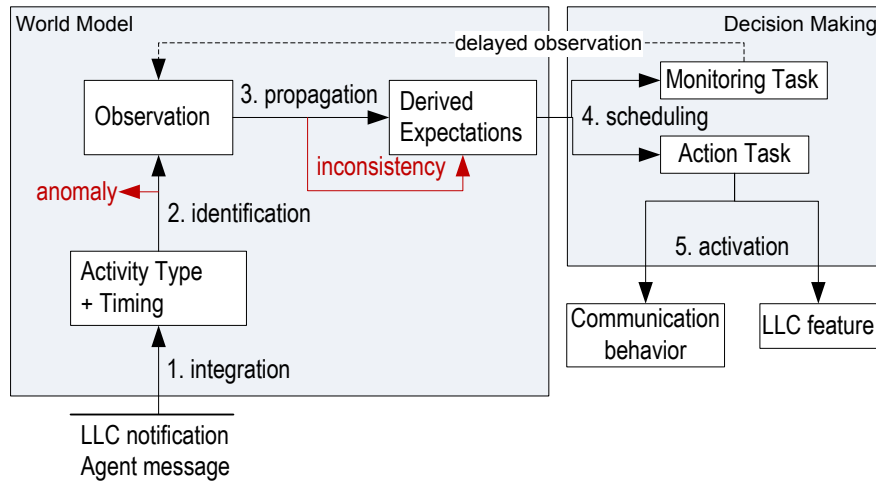 World Model
Decision Making
delayed observation
Observation
3. propagation
Derived
Expectations
4. scheduling
Monitoring Task
Action Task
inconsistency
anomaly
2. identification
Activity Type
+ Timing
5. activation
Communication
behavior
LLC feature
1. integration
LLC notification
Agent message